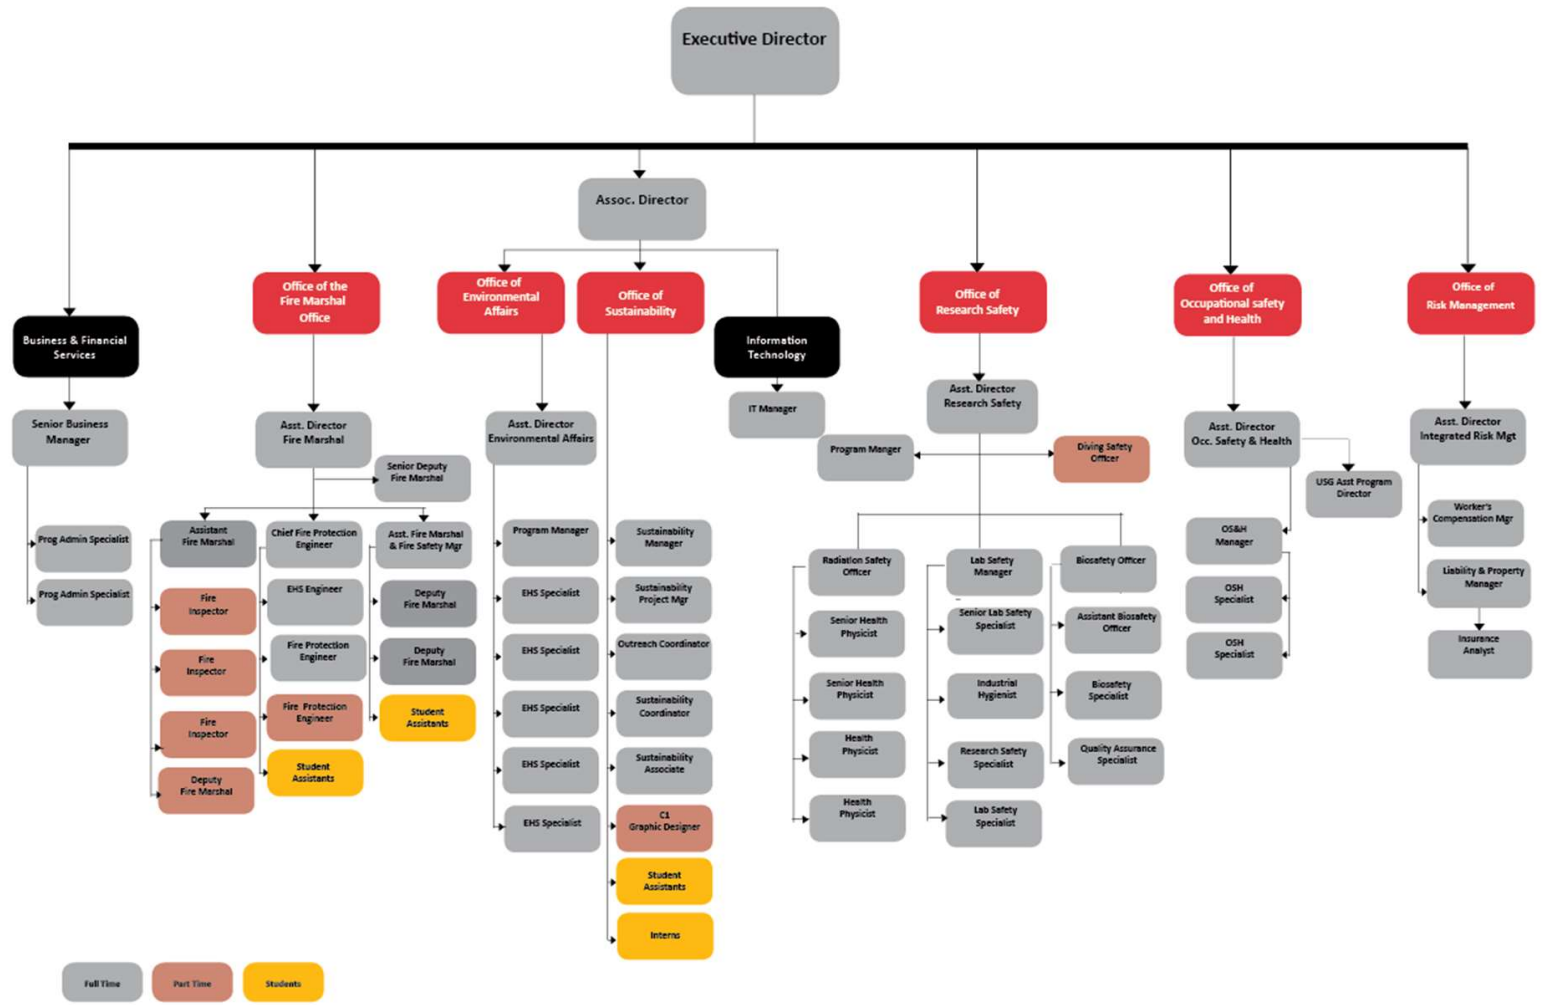 Executive Director
Assoc. Director
Business & Financial
Services
Office of the
Fire Marshal
Office
Office of
Environmental
Affairs
Office of
Sustainability
Information
Technology
Office of
Research Safety
Office of
Occupational safety
and Health
Office of
Risk Management
Senior Business
Manager
Prog Admin Specialist
Prog Admin Specialist
Asst. Director
Fire Marshal
Senior Deputy
Fire Marshal
Assistant
Fire Marshal
Fire
Inspector
Fire
Inspector
Fire
Inspector
Deputy
Fire Marshal
Chief Fire Protection
Engineer
EHS Engineer
Fire Protection
Engineer
Fire Protection
Engineer
Student
Assistants
Asst. Fire Marshal
& Fire Safety Mgr
Deputy
Fire Marshal
Deputy
Fire Marshal
Student
Assistants
Asst. Director
Environmental Affairs
Program Manager
EHS Specialist
EHS Specialist
EHS Specialist
EHS Specialist
EHS Specialist
Sustainability
Manager
Sustainability
Project Mgr
Outreach Coordinator
Sustainability
Coordinator
Sustainability
Associate
C1
Graphic Designer
Student
Assistants
Interns
IT Manager
Asst. Director
Research Safety
Program Manger
Diving Safety
Officer
Radiation Safety
Officer
Senior Health
Physicist
Senior Health
Physicist
Health
Physicist
Health
Physicist
Lab Safety
Manager
Senior Lab Safety
Specialist
Industrial
Hygienist
Research Safety
Specialist
Lab Safety
Specialist
Biosafety Officer
Assistant Biosafety
Officer
Biosafety
Specialist
Quality Assurance
Specialist
Asst. Director
Occ. Safety & Health
USG Asst Program
Director
OS&H
Manager
OSH
Specialist
OSH
Specialist
Asst. Director
Integrated Risk Mgt
Worker's
Compensation Mgr
Liability & Property
Manager
Insurance
Analyst
Full Time
Part Time
Students